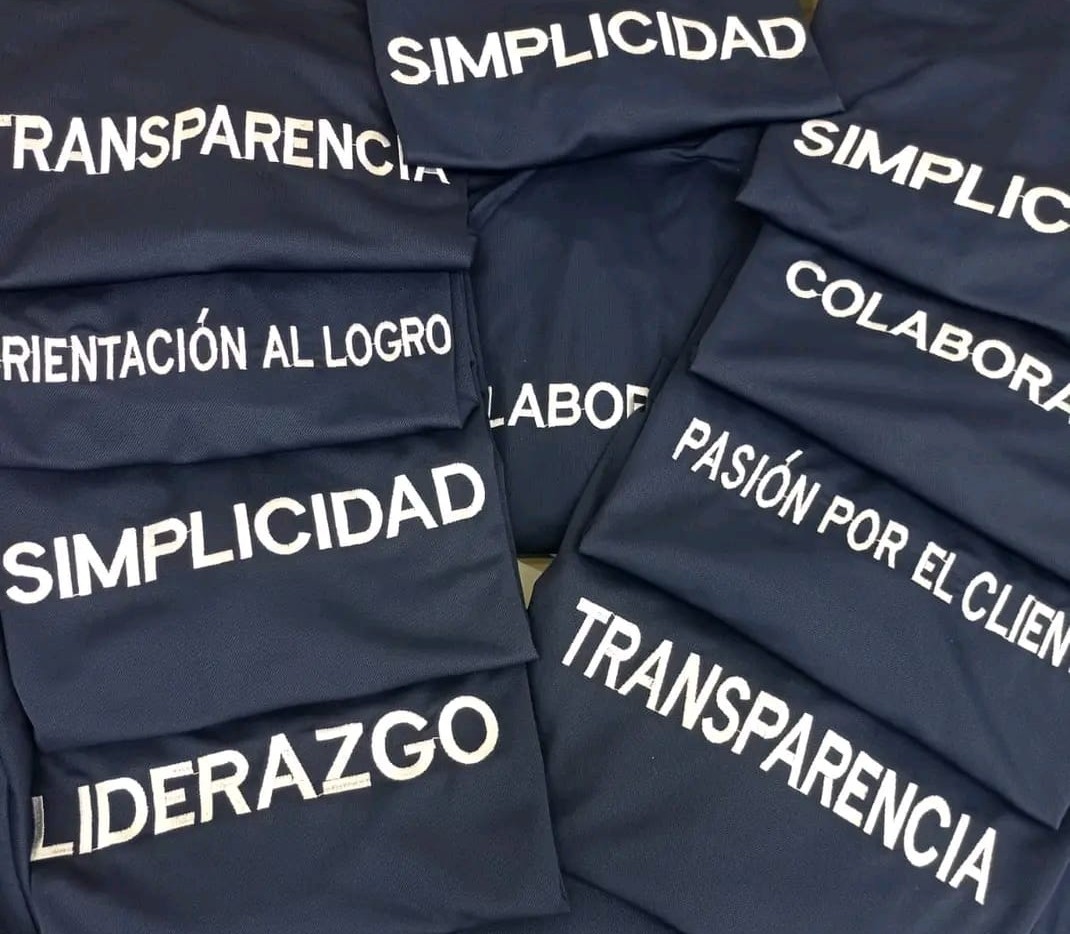 SIMPLICIDAD
TRANSPARENCIA
RIENTACIÓN AL LOGRO
SIMPLICIDAD
LIDERAZGO
LABOR
SIMPLIC
COLABORA
PASIÓN POR EL CLIEN
TRANSPARENCIA